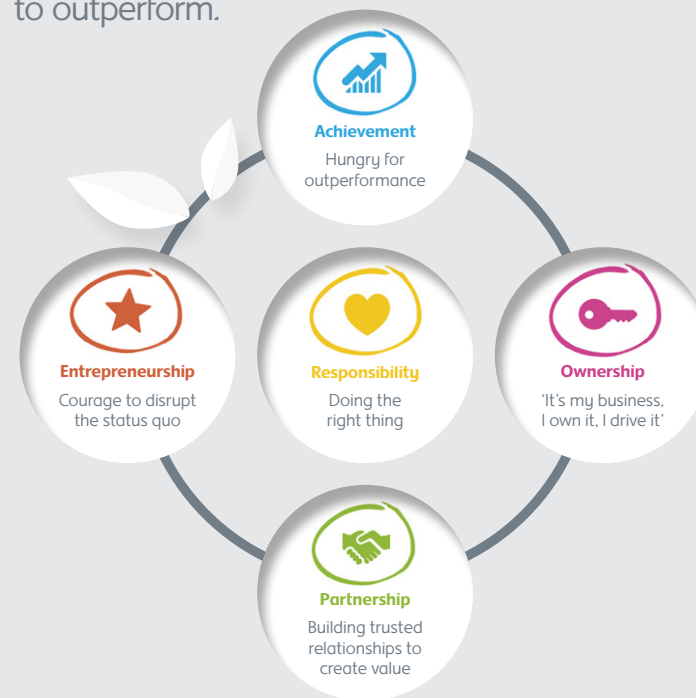 to outperform.
Achievement
Hungry for
outperformance
Entrepreneurship
Courage to disrupt
the status quo
Responsibility
Doing the
right thing
Ownership
‘It’s my business,
I own it, I drive it’
Partnership
Building trusted
relationships to
create value